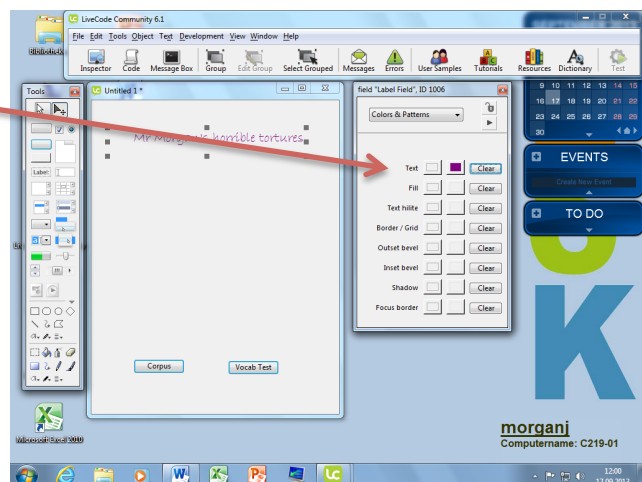 LiveCode Community 6.1
File Edit Tools Object Text Development View Window Help
Inspector Code Message Box Group Edit Group Select Grouped Messages Errors User Samples Tutorials Resources Dictionary Test
Bibliothek
Tools
Label:
Untitled 1 *
Mr Morgan's horrible tortures
Corpus
Vocab Test
field "Label Field", ID 1006
Colors & Patterns
Text Clear
Fill Clear
Text hilite Clear
Border / Grid Clear
Outset bevel Clear
Inset bevel Clear
Shadow Clear
Focus border Clear
9 10 11 12 13 14 15
16 17 18 19 20 21 22
23 24 25 26 27 28 29
30
EVENTS
Create New Event
TO DO
K
Microsoft Excel 2010
morganj
Computername: C219-01
12:00
17.09.2013